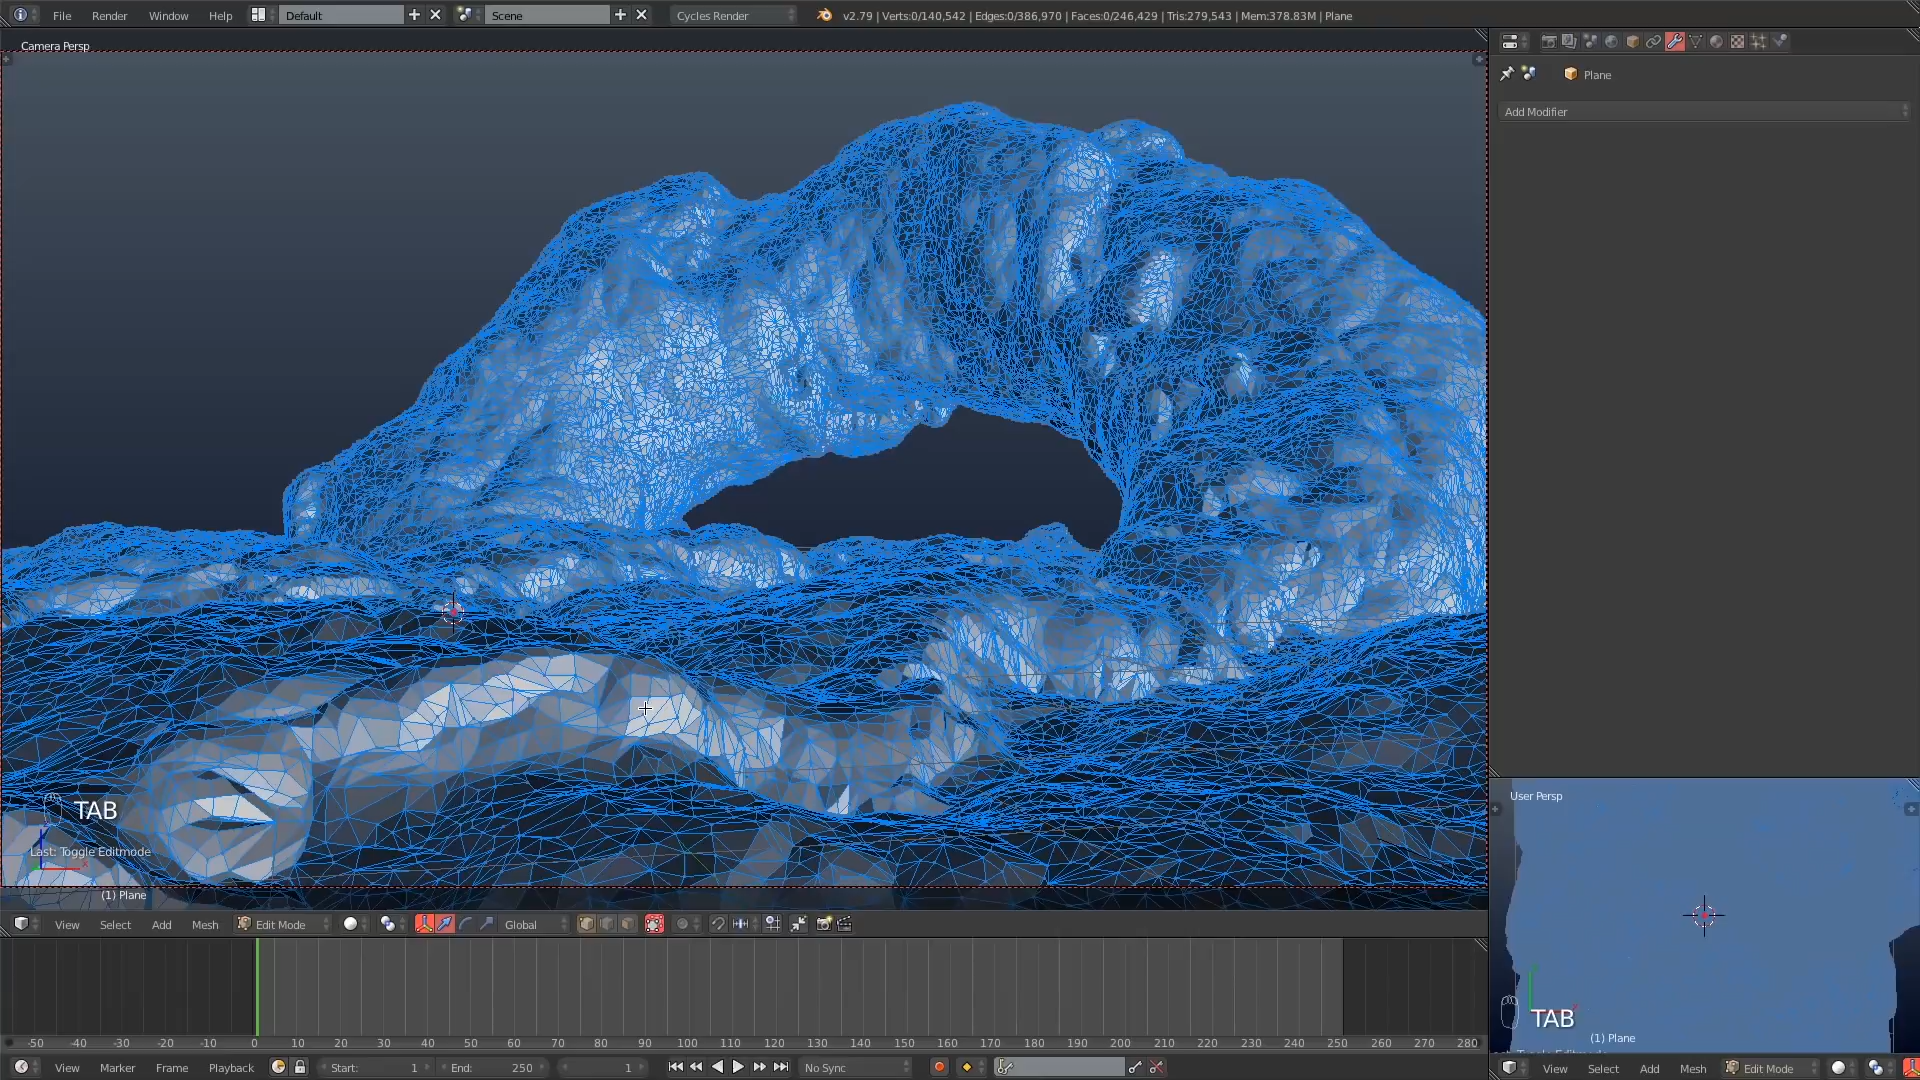 File Render Window Help Default Scene Cycles Render v2.79 | Verts:0/140,542 | Edges:0/386,970 | Faces:0/246,429 | Tris:279,543 | Mem:378.83M | Plane
Camera Persp
Plane
Add Modifier
User Persp
TAB
Last: Toggle Editmode
(1) Plane
TAB
(1) Plane
View Select Add Mesh Edit Mode Global
-50 -40 -30 -20 -10 0 10 20 30 40 50 60 70 80 90 100 110 120 130 140 150 160 170 180 190 200 210 220 230 240 250 260 270 280
View Marker Frame Playback Start: 1 End: 250 1 No Sync
View Select Add Mesh Edit Mode